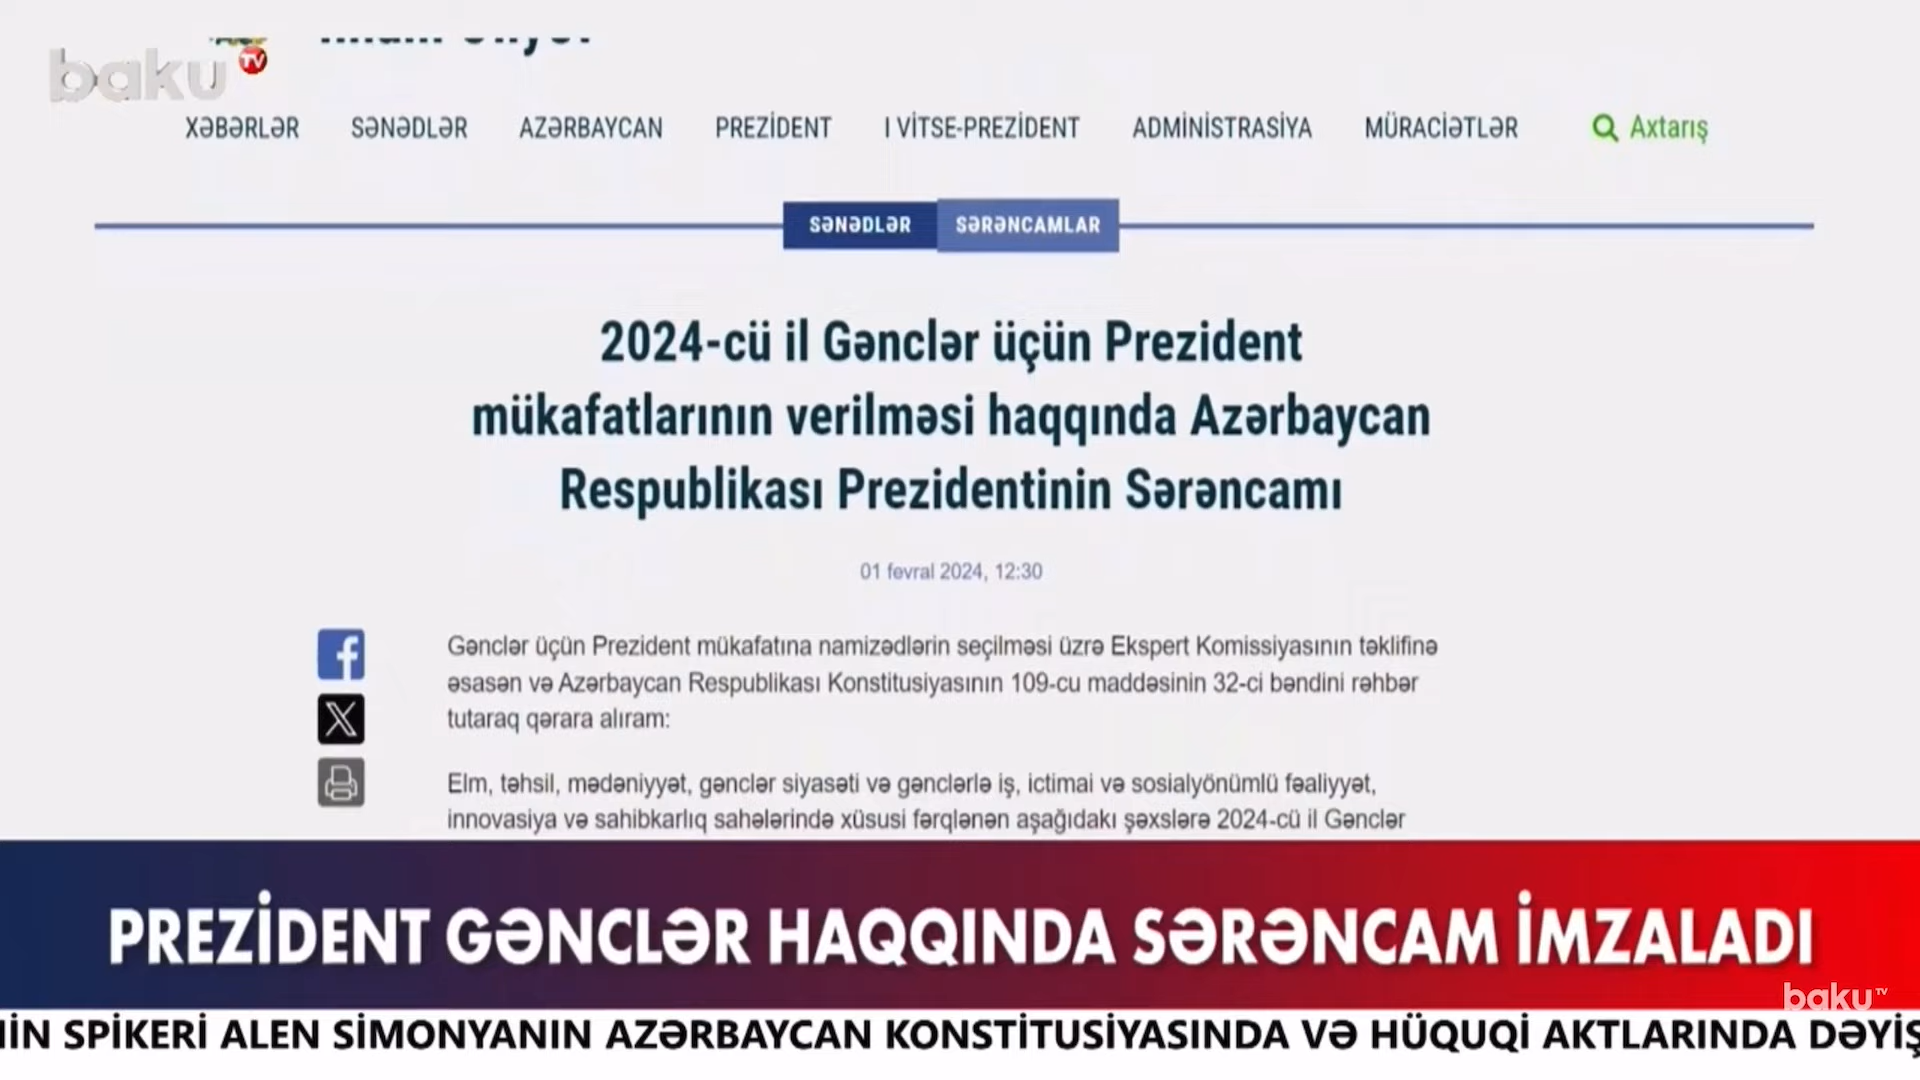 baku TV
XƏBƏRLƏR SƏNƏDLƏR AZƏRBAYCAN PREZİDENT I VİTSE-PREZİDENT ADMİNİSTRASİYA MÜRACİƏTLƏR Axtarış
SƏNƏDLƏR SƏRƏNCAMLAR
2024-cü il Gənclər üçün Prezident
mükafatlarının verilməsi haqqında Azərbaycan
Respublikası Prezidentinin Sərəncamı
01 fevral 2024, 12:30
Gənclər üçün Prezident mükafatına namizədlərin seçilməsi üzrə Ekspert Komissiyasının təklifinə
əsasən və Azərbaycan Respublikası Konstitusiyasının 109-cu maddəsinin 32-ci bəndini rəhbər
tutaraq qərara alıram:
Elm, təhsil, mədəniyyət, gənclər siyasəti və gənclərlə iş, ictimai və sosialyönümlü fəaliyyət,
innovasiya və sahibkarlıq sahələrində xüsusi fərqlənən aşağıdakı şəxslərə 2024-cü il Gənclər
PREZİDENT GƏNCLƏR HAQQINDA SƏRƏNCAM İMZALADI
baku TV
SPİKERİ ALEN SİMONYANIN AZƏRBAYCAN KONSTİTUSİYASINDA VƏ HÜQUQİ AKTLARINDA